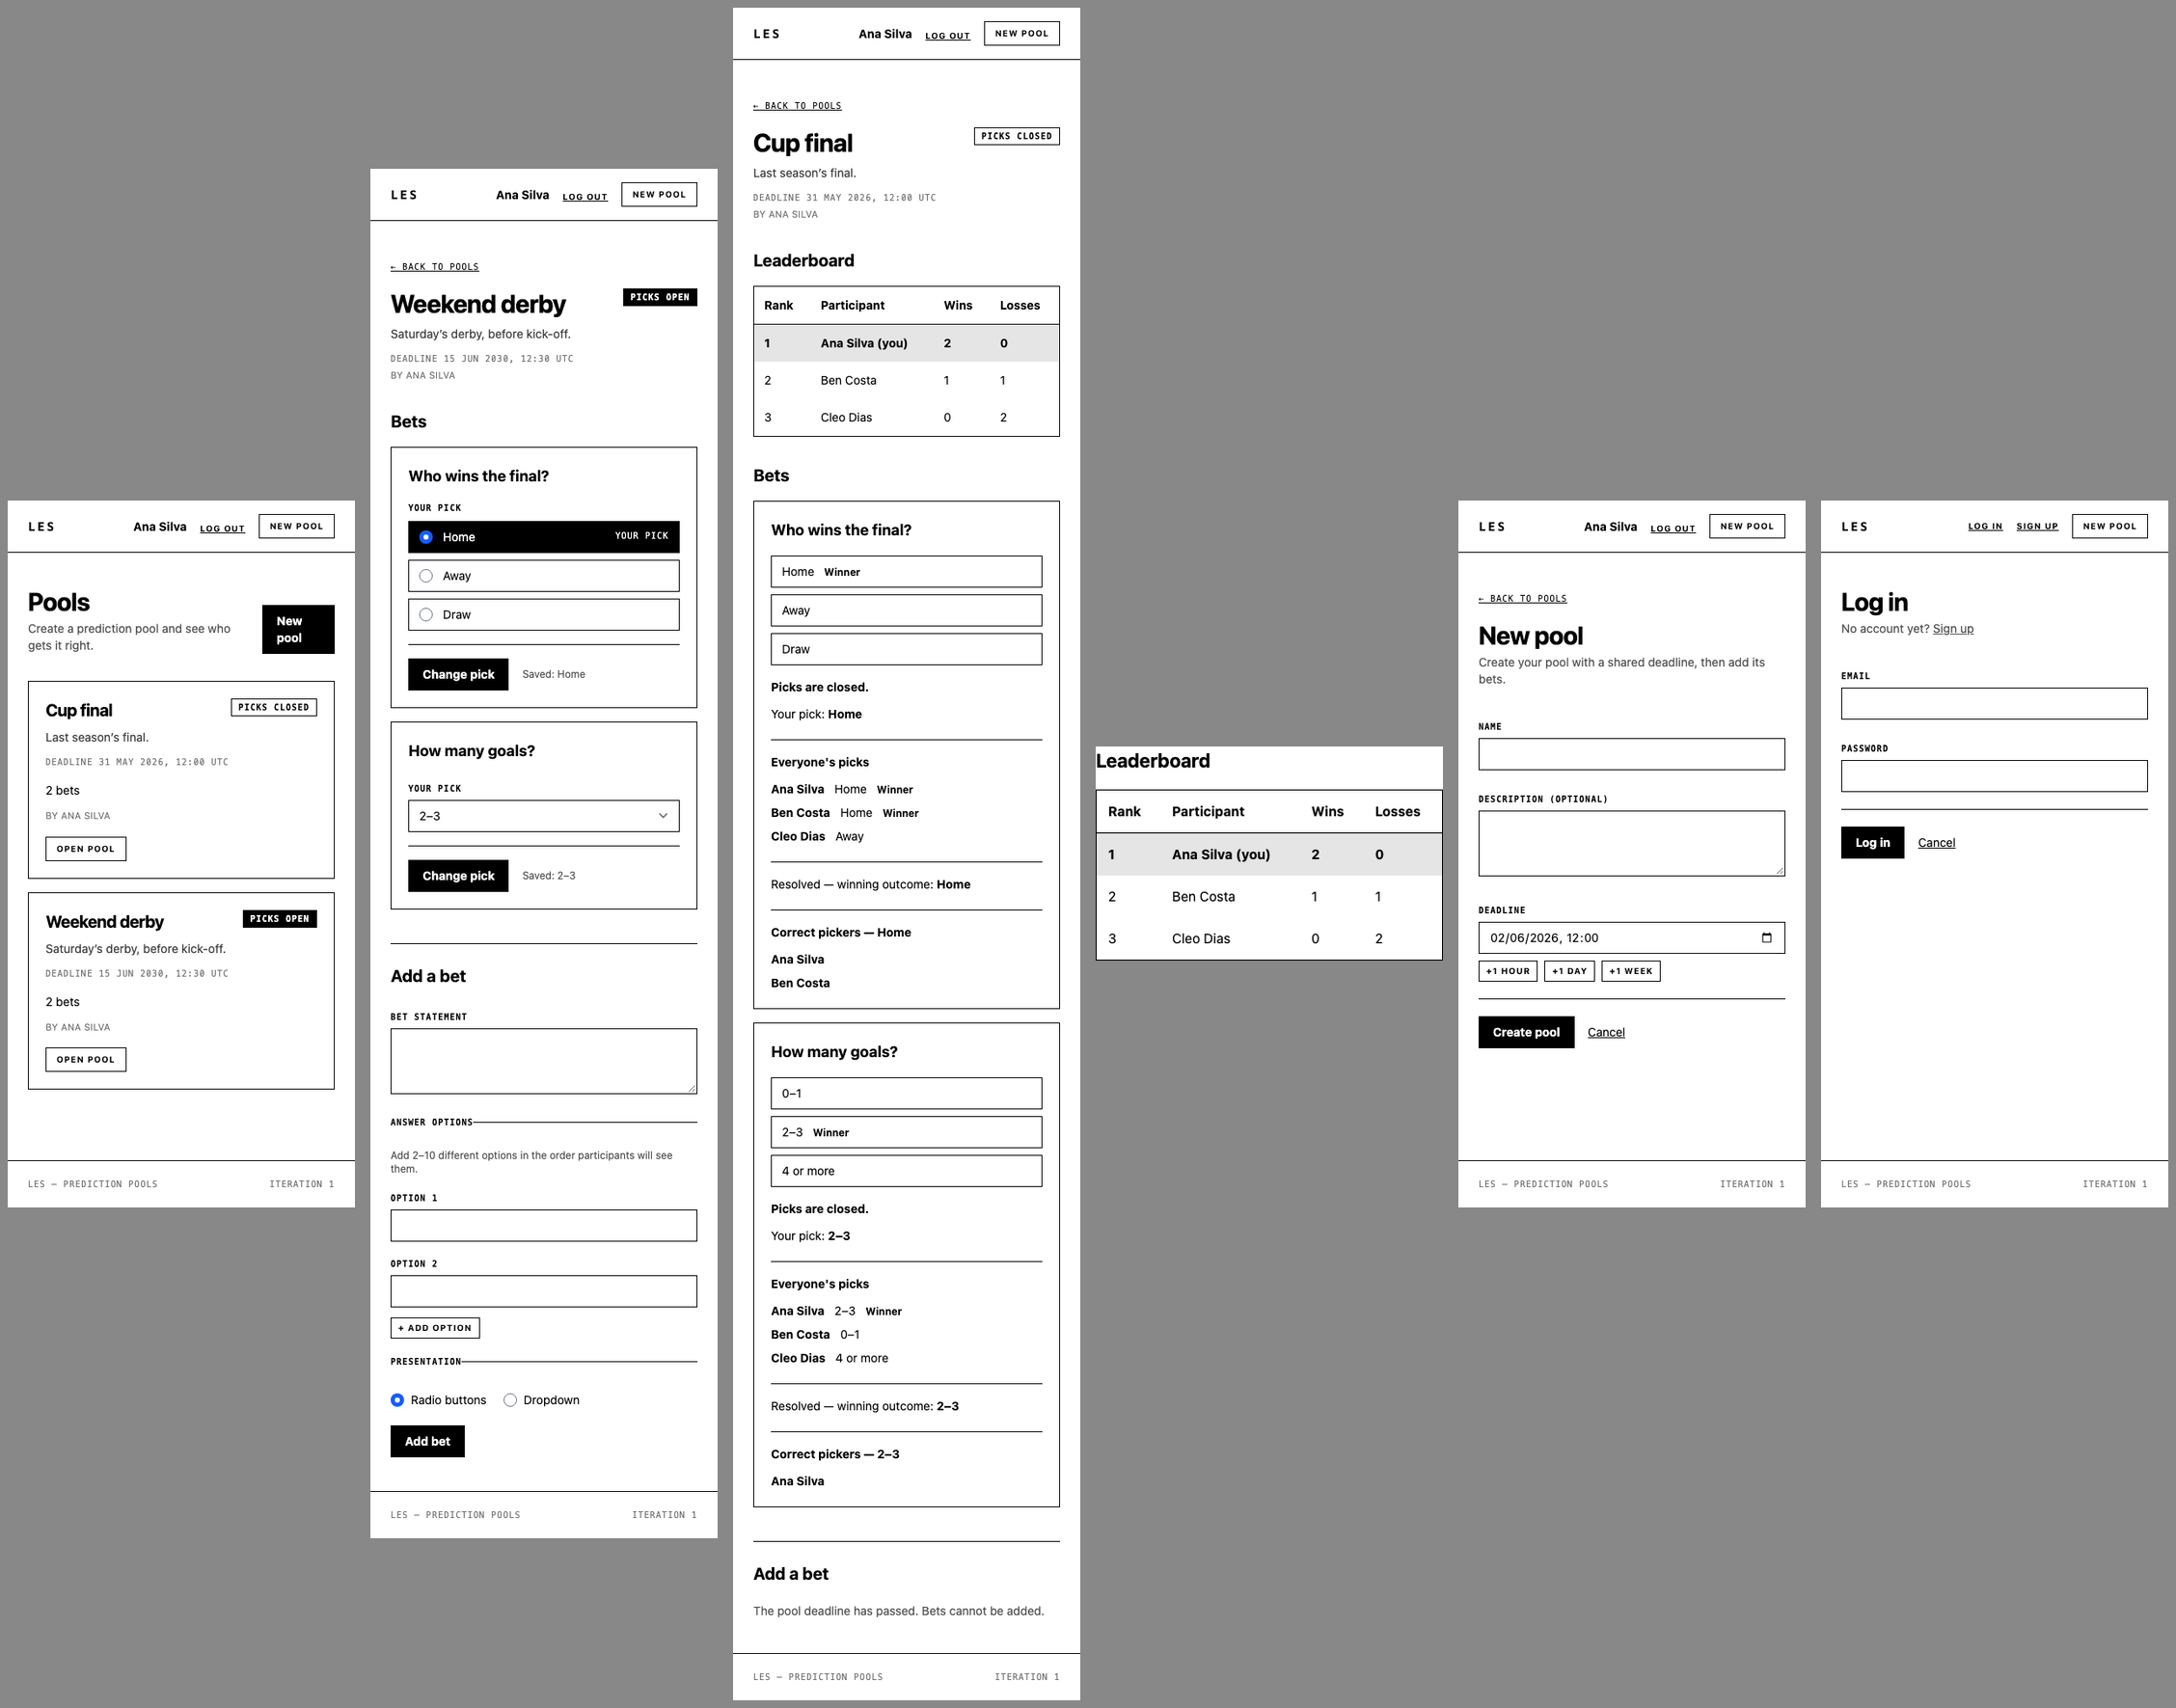 LES Ana Silva LOG OUT NEW POOL
Pools
Create a prediction pool and see who
gets it right.
New
pool
Cup final PICKS CLOSED
Last season's final.
DEADLINE 31 MAY 2026, 12:00 UTC
2 bets
BY ANA SILVA
OPEN POOL
Weekend derby PICKS OPEN
Saturday's derby, before kick-off.
DEADLINE 15 JUN 2030, 12:30 UTC
2 bets
BY ANA SILVA
OPEN POOL
LES — PREDICTION POOLS ITERATION 1
LES Ana Silva LOG OUT NEW POOL
← BACK TO POOLS
Weekend derby PICKS OPEN
Saturday's derby, before kick-off.
DEADLINE 15 JUN 2030, 12:30 UTC
BY ANA SILVA
Bets
Who wins the final?
YOUR PICK
Home YOUR PICK
Away
Draw
Change pick Saved: Home
How many goals?
YOUR PICK
2–3
Change pick Saved: 2–3
Add a bet
BET STATEMENT
ANSWER OPTIONS
Add 2–10 different options in the order participants will see
them.
OPTION 1
OPTION 2
+ ADD OPTION
PRESENTATION
Radio buttons Dropdown
Add bet
LES — PREDICTION POOLS ITERATION 1
LES Ana Silva LOG OUT NEW POOL
← BACK TO POOLS
Cup final PICKS CLOSED
Last season's final.
DEADLINE 31 MAY 2026, 12:00 UTC
BY ANA SILVA
Leaderboard
Rank Participant Wins Losses
1 Ana Silva (you) 2 0
2 Ben Costa 1 1
3 Cleo Dias 0 2
Bets
Who wins the final?
Home Winner
Away
Draw
Picks are closed.
Your pick: Home
Everyone's picks
Ana Silva Home Winner
Ben Costa Home Winner
Cleo Dias Away
Resolved — winning outcome: Home
Correct pickers — Home
Ana Silva
Ben Costa
How many goals?
0–1
2–3 Winner
4 or more
Picks are closed.
Your pick: 2–3
Everyone's picks
Ana Silva 2–3 Winner
Ben Costa 0–1
Cleo Dias 4 or more
Resolved — winning outcome: 2–3
Correct pickers — 2–3
Ana Silva
Add a bet
The pool deadline has passed. Bets cannot be added.
LES — PREDICTION POOLS ITERATION 1
Leaderboard
Rank Participant Wins Losses
1 Ana Silva (you) 2 0
2 Ben Costa 1 1
3 Cleo Dias 0 2
LES Ana Silva LOG OUT NEW POOL
← BACK TO POOLS
New pool
Create your pool with a shared deadline, then add its
bets.
NAME
DESCRIPTION (OPTIONAL)
DEADLINE
02/06/2026, 12:00
+1 HOUR +1 DAY +1 WEEK
Create pool Cancel
LES — PREDICTION POOLS ITERATION 1
LES LOG IN SIGN UP NEW POOL
Log in
No account yet? Sign up
EMAIL
PASSWORD
Log in Cancel
LES — PREDICTION POOLS ITERATION 1